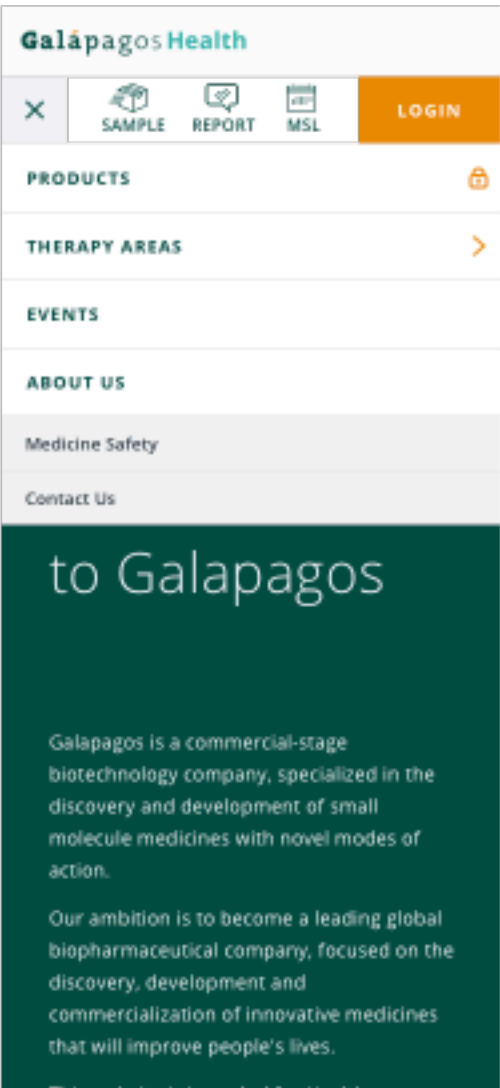 Galápagos Health
SAMPLE REPORT MSL LOGIN
PRODUCTS
THERAPY AREAS
EVENTS
ABOUT US
Medicine Safety
Contact Us
to Galapagos
Galapagos is a commercial-stage
biotechnology company, specialized in the
discovery and development of small
molecule medicines with novel modes of
action.
Our ambition is to become a leading global
biopharmaceutical company, focused on the
discovery, development and
commercialization of innovative medicines
that will improve people's lives.